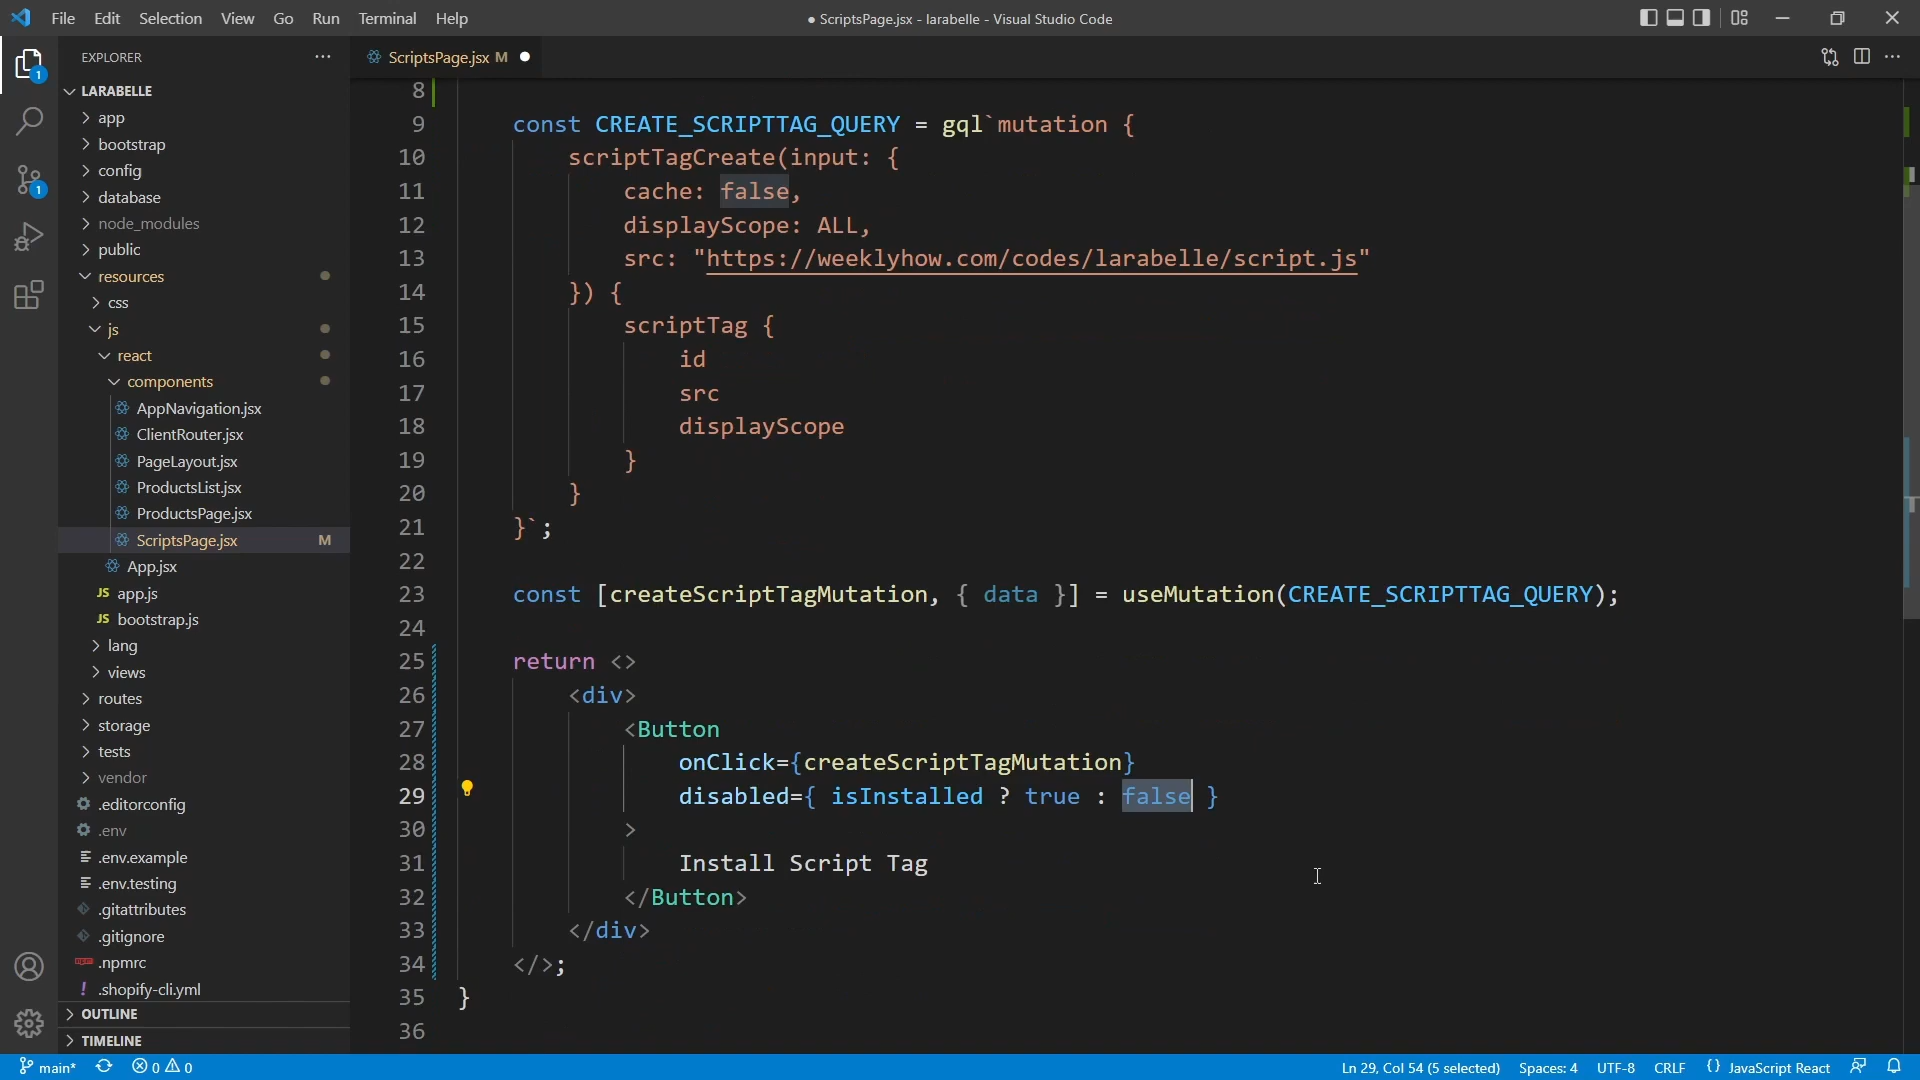 File Edit Selection View Go Run Terminal Help
● ScriptsPage.jsx - larabelle - Visual Studio Code
EXPLORER
ScriptsPage.jsx M
1
LARABELLE
app
bootstrap
config
1
database
node_modules
public
resources
css
js
react
components
AppNavigation.jsx
ClientRouter.jsx
PageLayout.jsx
ProductsList.jsx
ProductsPage.jsx
ScriptsPage.jsx M
App.jsx
JS app.js
JS bootstrap.js
lang
views
routes
storage
tests
vendor
.editorconfig
.env
.env.example
.env.testing
.gitattributes
.gitignore
.npmrc
! .shopify-cli.yml
OUTLINE
TIMELINE
8
9 const CREATE_SCRIPTTAG_QUERY = gql`mutation {
10 scriptTagCreate(input: {
11 cache: false,
12 displayScope: ALL,
13 src: "https://weeklyhow.com/codes/larabelle/script.js"
14 }) {
15 scriptTag {
16 id
17 src
18 displayScope
19 }
20 }
21 }`;
22
23 const [createScriptTagMutation, { data }] = useMutation(CREATE_SCRIPTTAG_QUERY);
24
25 return <>
26 <div>
27 <Button
28 onClick={createScriptTagMutation}
29 disabled={ isInstalled ? true : false }
30 >
31 Install Script Tag
32 </Button>
33 </div>
34 </>;
35 }
36
main* 0 0 Ln 29, Col 54 (5 selected) Spaces: 4 UTF-8 CRLF {} JavaScript React